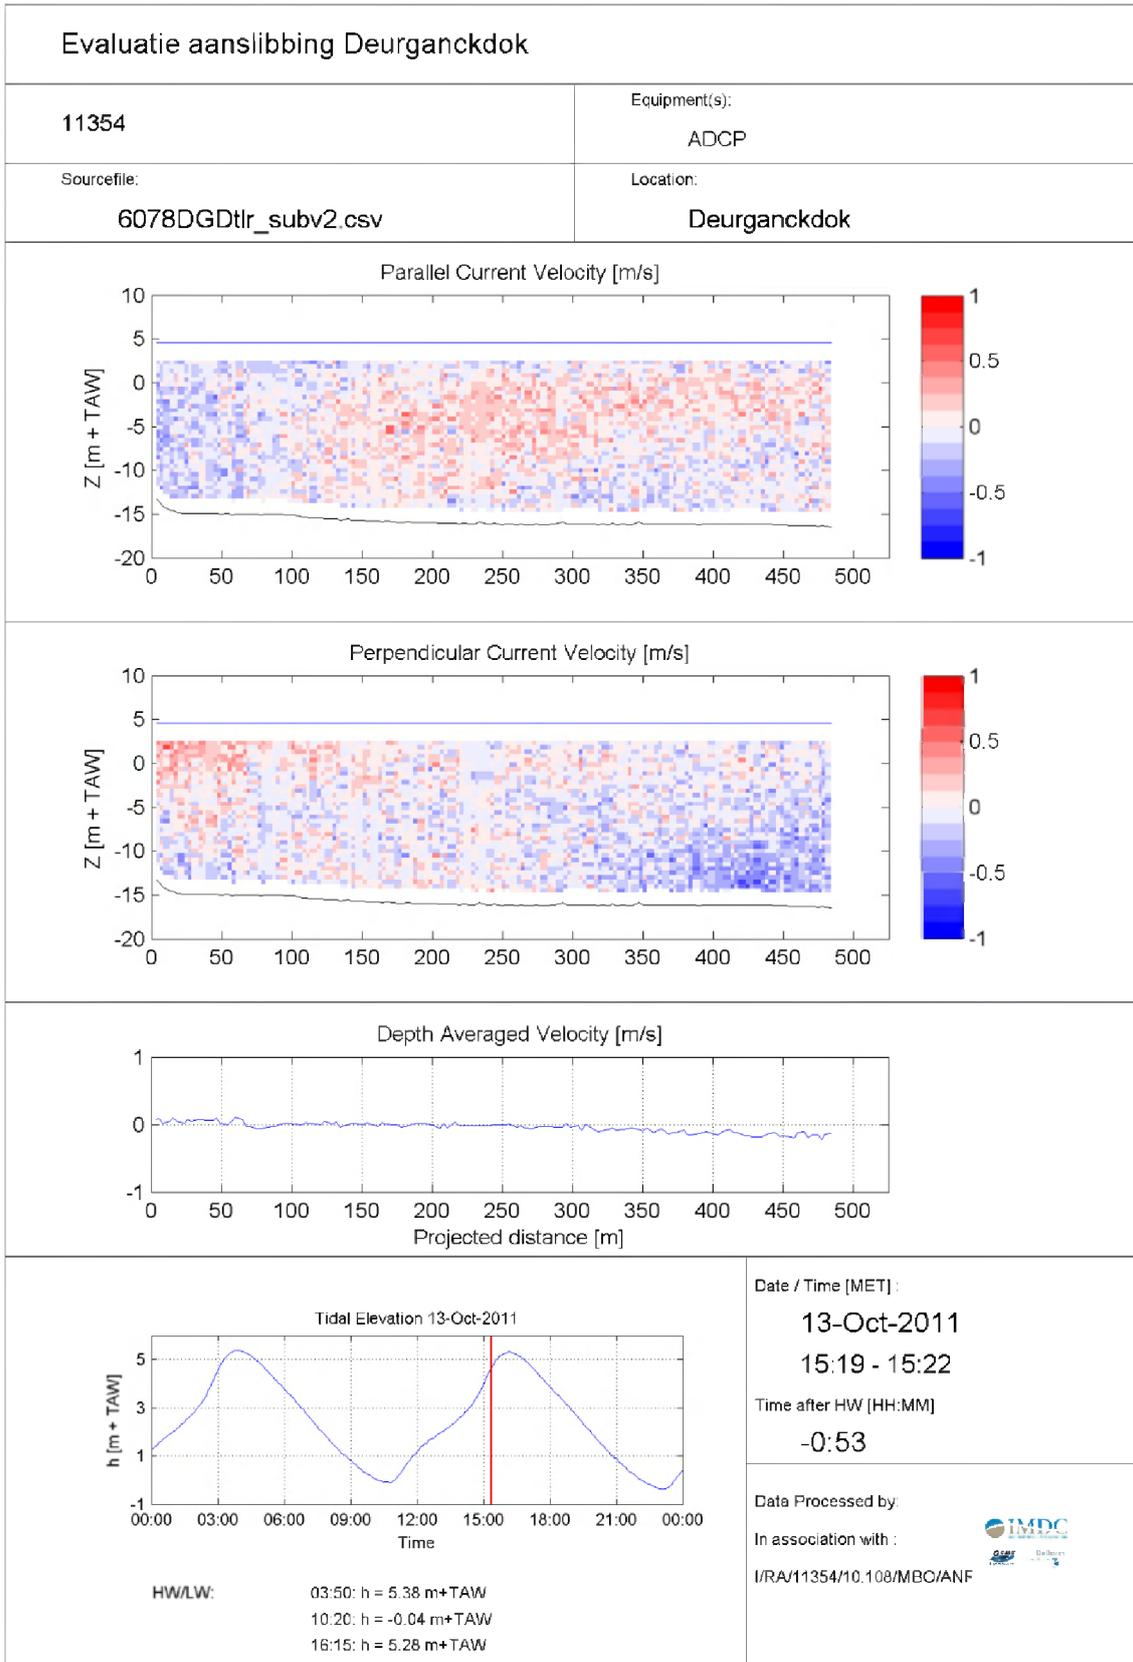 Evaluatie aanslibbing Deurganckdok
11354
Equipment(s):
ADCP
Sourcefile:
6078DGDtlr_subv2.csv
Location:
Deurganckdok
Parallel Current Velocity [m/s]
10
5
0
-5
-10
-15
-20
Z [m + TAW]
0 50 100 150 200 250 300 350 400 450 500
1
0.5
0
-0.5
-1
Perpendicular Current Velocity [m/s]
10
5
0
-5
-10
-15
-20
Z [m + TAW]
0 50 100 150 200 250 300 350 400 450 500
1
0.5
0
-0.5
-1
Depth Averaged Velocity [m/s]
1
0
-1
0 50 100 150 200 250 300 350 400 450 500
Projected distance [m]
Tidal Elevation 13-Oct-2011
5
3
1
-1
h [m + TAW]
00:00 03:00 06:00 09:00 12:00 15:00 18:00 21:00 00:00
Time
HW/LW:
03:50: h = 5.38 m+TAW
10:20: h = -0.04 m+TAW
16:15: h = 5.28 m+TAW
Date / Time [MET] :
13-Oct-2011
15:19 - 15:22
Time after HW [HH:MM]
-0:53
Data Processed by:
IMDC
In association with :
I/RA/11354/10.108/MBO/ANF